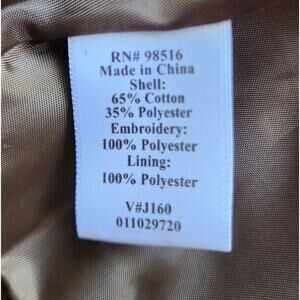 RN# 98516
Made in China
Shell:
65% Cotton
35% Polyester
Embroidery:
100% Polyester
Lining:
100% Polyester
V#J160
011029720